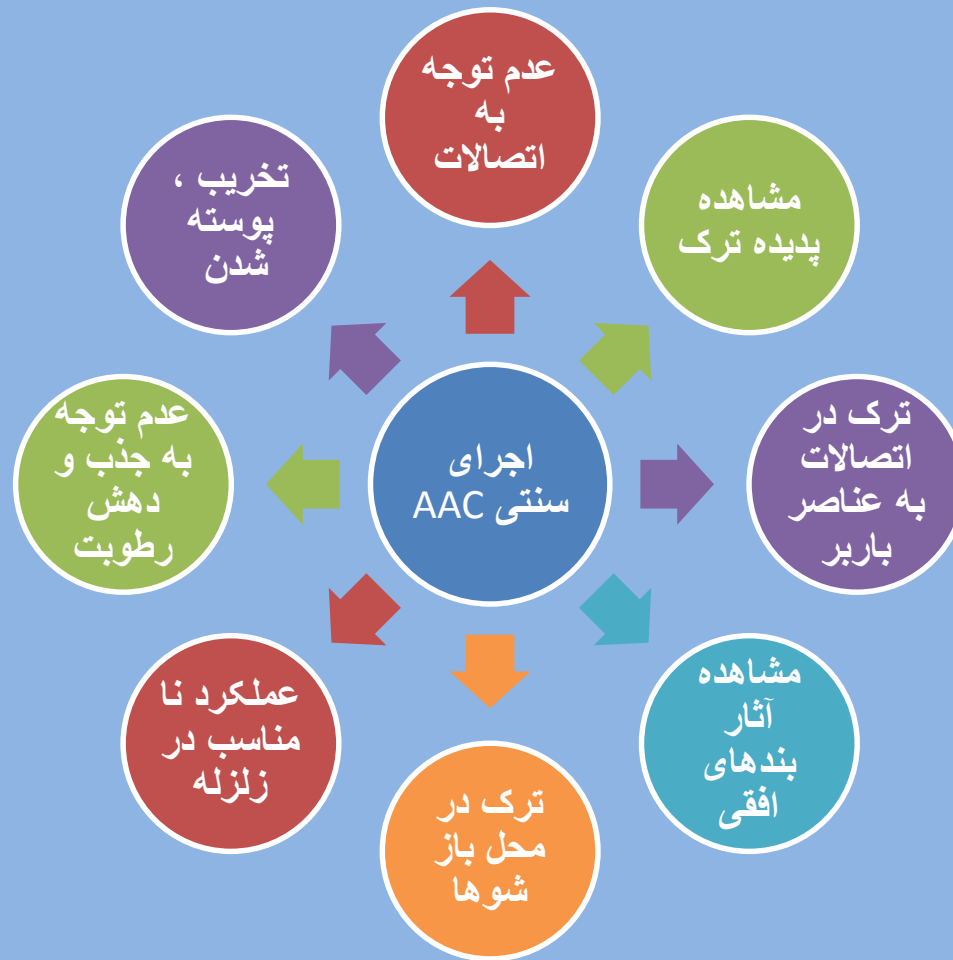 عدم توجه
به
اتصالات
مشاهده
پدیده ترک
ترک در
اتصالات
به عناصر
باربر
مشاهده
آثار
بندهای
افقی
ترک در
محل باز
شوها
عملکرد نا
مناسب در
زلزله
عدم توجه
به جذب و
دهش
رطوبت
تخریب ،
پوسته
شدن
اجرای
سنتی AAC